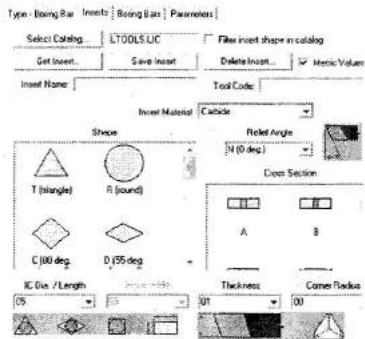 Type - Boring Bar Inserts Boring Bars Parameters
Select Catalog... LTOOLS.LIC Filter insert shape in catalog
Get Insert... Save Insert Delete Insert... Metric Values
Insert Name: Tool Code:
Insert Material Carbide
Shape Relief Angle
N (0 deg.)
Cross Section
T (triangle) R (round)
A B
C (80 deg. D (55 deg.
IC Dia. / Length Thickness Corner Radius
05 01 00